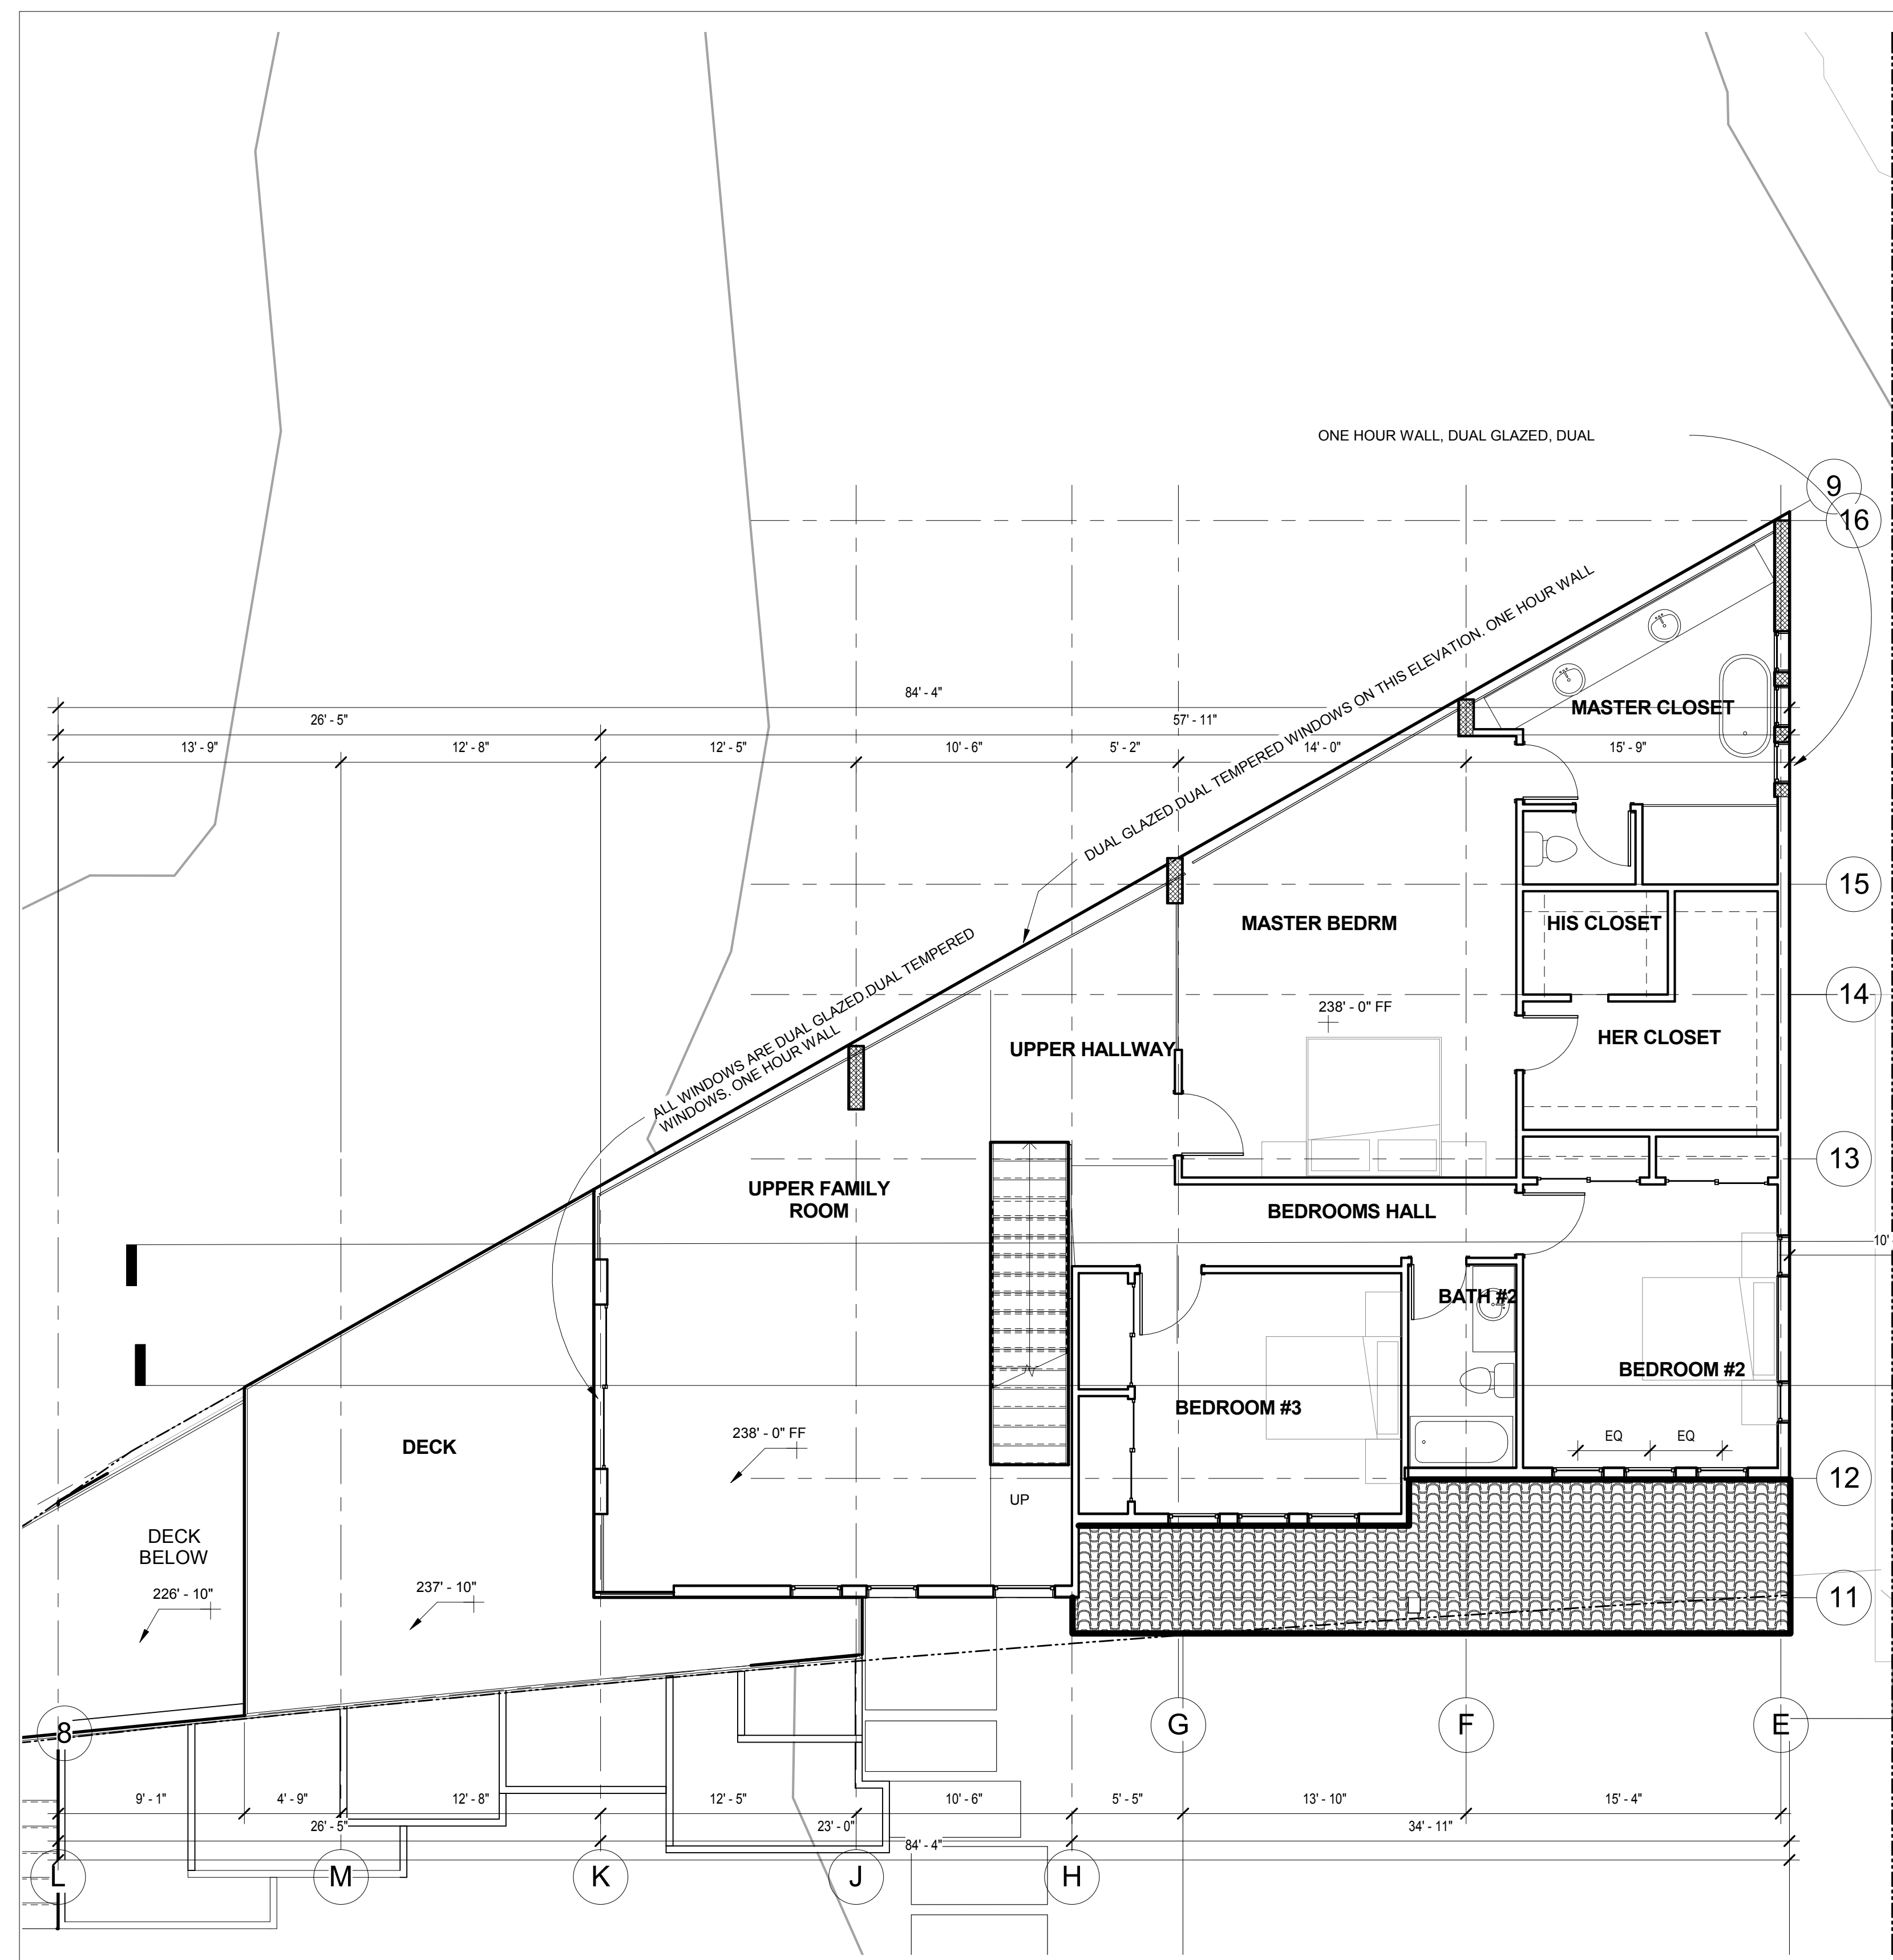 ONE HOUR WALL, DUAL GLAZED, DUAL
9
16
DUAL GLAZED,DUAL TEMPERED WINDOWS ON THIS ELEVATION. ONE HOUR WALL
84' - 4"
MASTER CLOSET
26' - 5"
57' - 11"
13' - 9"
12' - 8"
12' - 5"
10' - 6"
5' - 2"
14' - 0"
15' - 9"
15
MASTER BEDRM
HIS CLOSET
ALL WINDOWS ARE DUAL GLAZED,DUAL TEMPERED
WINDOWS. ONE HOUR WALL
14
238' - 0" FF
HER CLOSET
UPPER HALLWAY
13
UPPER FAMILY
ROOM
BEDROOMS HALL
10'
BATH #2
BEDROOM #2
BEDROOM #3
238' - 0" FF
EQ
EQ
DECK
12
UP
DECK
BELOW
226' - 10"
237' - 10"
11
8
G
F
E
9' - 1"
4' - 9"
12' - 8"
12' - 5"
10' - 6"
5' - 5"
13' - 10"
15' - 4"
26' - 5"
23' - 0"
34' - 11"
84' - 4"
L
M
K
J
H